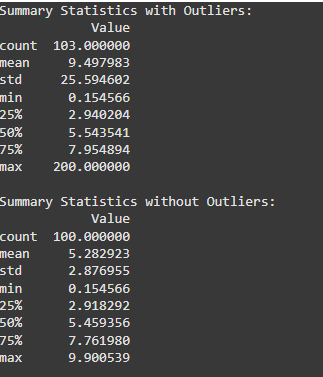 Summary Statistics with Outliers:
Value
count 103.000000
mean 9.497983
std 25.594602
min 0.154566
25% 2.940204
50% 5.543541
75% 7.954894
max 200.000000
Summary Statistics without Outliers:
Value
count 100.000000
mean 5.282923
std 2.876955
min 0.154566
25% 2.918292
50% 5.459356
75% 7.761980
max 9.900539